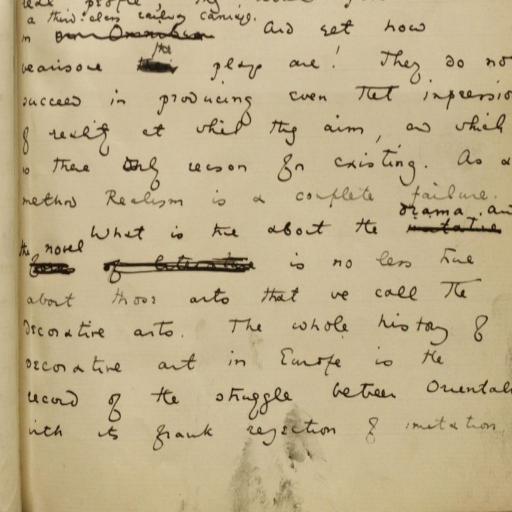 a third-class railway carriage.
in an Omnibus And yet how
wearisome the plays are! They do not
succeed in producing even that impression
of reality at which they aim, and which
is there only reason for existing. As a
method Realism is a complete failure.
drama, and
the novel What is true about the
is no less true
about those arts that we call the
Decorative arts. The whole history of
decorative art in Europe is the
record of the struggle between Orientalism
with its frank rejection of imitation